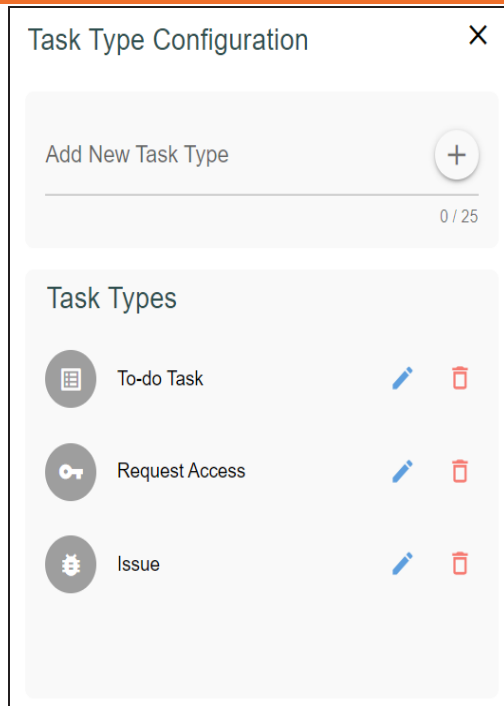 Task Type Configuration
Add New Task Type
0 / 25
Task Types
To-do Task
Request Access
Issue